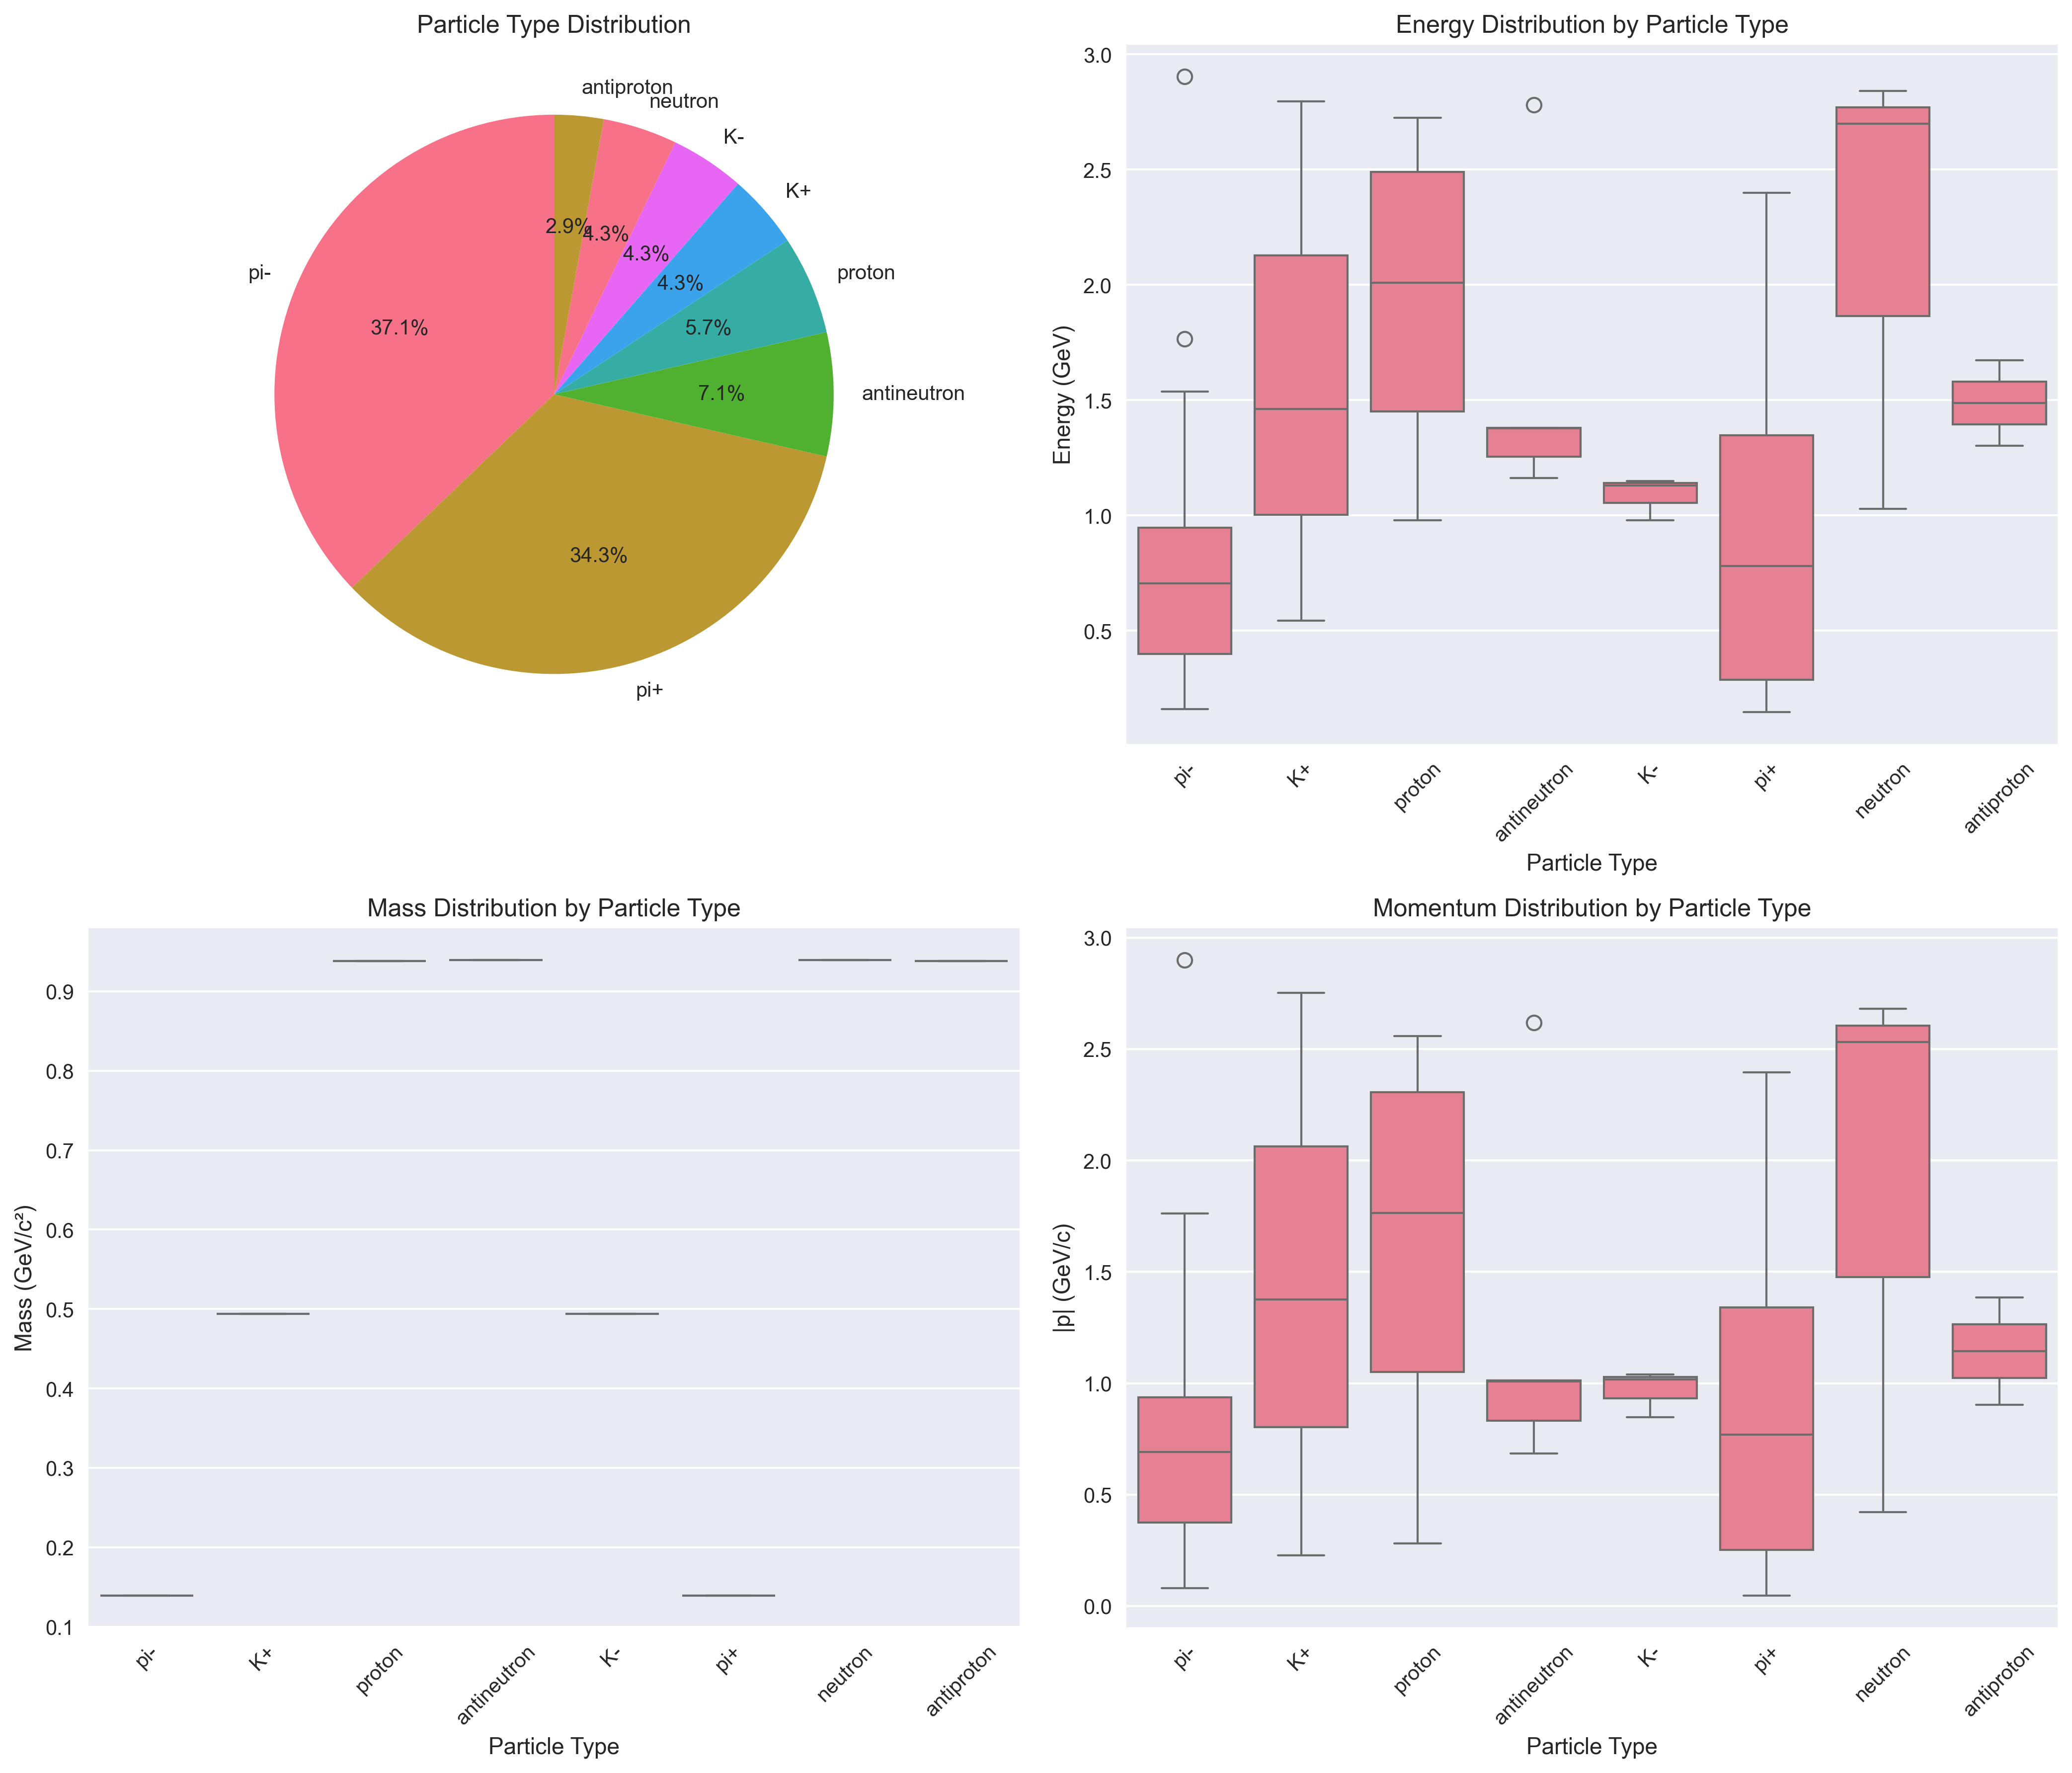 Particle Type Distribution
antiproton
neutron
K-
K+
proton
antineutron
pi+
pi-
2.9%
4.3%
4.3%
4.3%
5.7%
7.1%
34.3%
37.1%
Energy Distribution by Particle Type
Energy (GeV)
3.0
2.5
2.0
1.5
1.0
0.5
pi-
K+
proton
antineutron
K-
pi+
neutron
antiproton
Particle Type
Mass Distribution by Particle Type
Mass (GeV/c²)
0.9
0.8
0.7
0.6
0.5
0.4
0.3
0.2
0.1
pi-
K+
proton
antineutron
K-
pi+
neutron
antiproton
Particle Type
Momentum Distribution by Particle Type
|p| (GeV/c)
3.0
2.5
2.0
1.5
1.0
0.5
0.0
pi-
K+
proton
antineutron
K-
pi+
neutron
antiproton
Particle Type